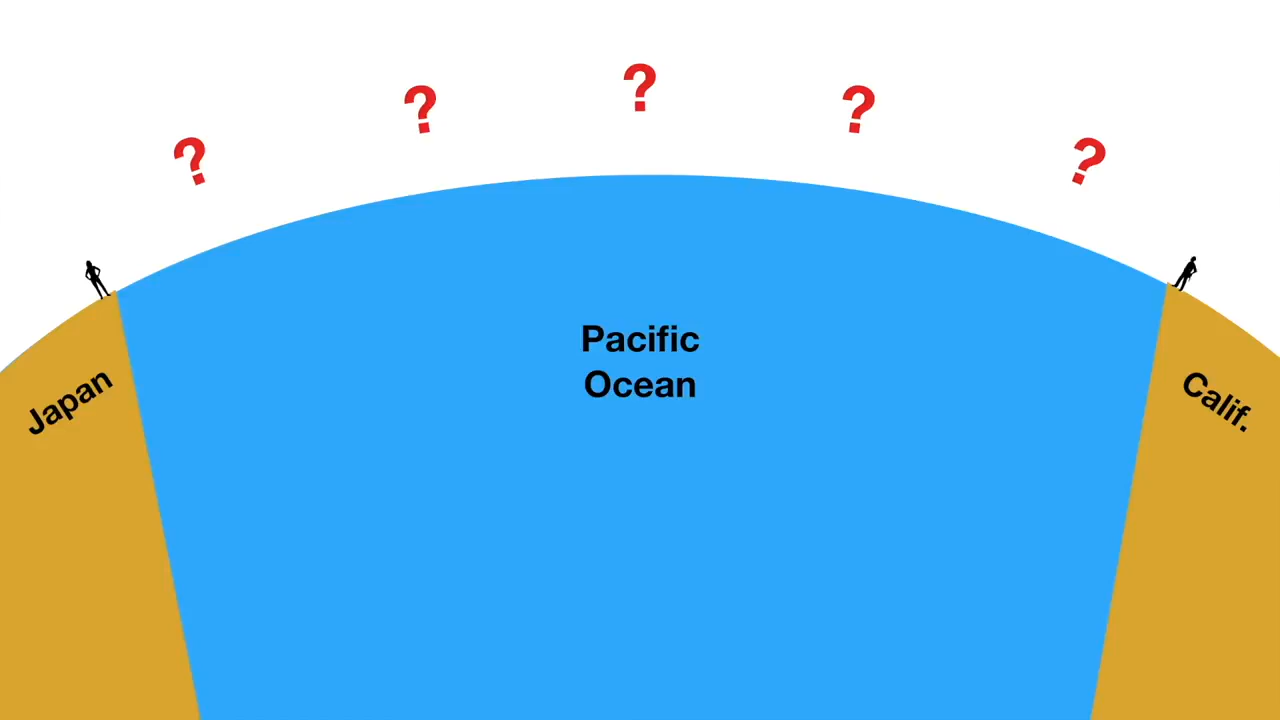 ? ? ? ? ?
Pacific
Ocean
Japan
Calif.